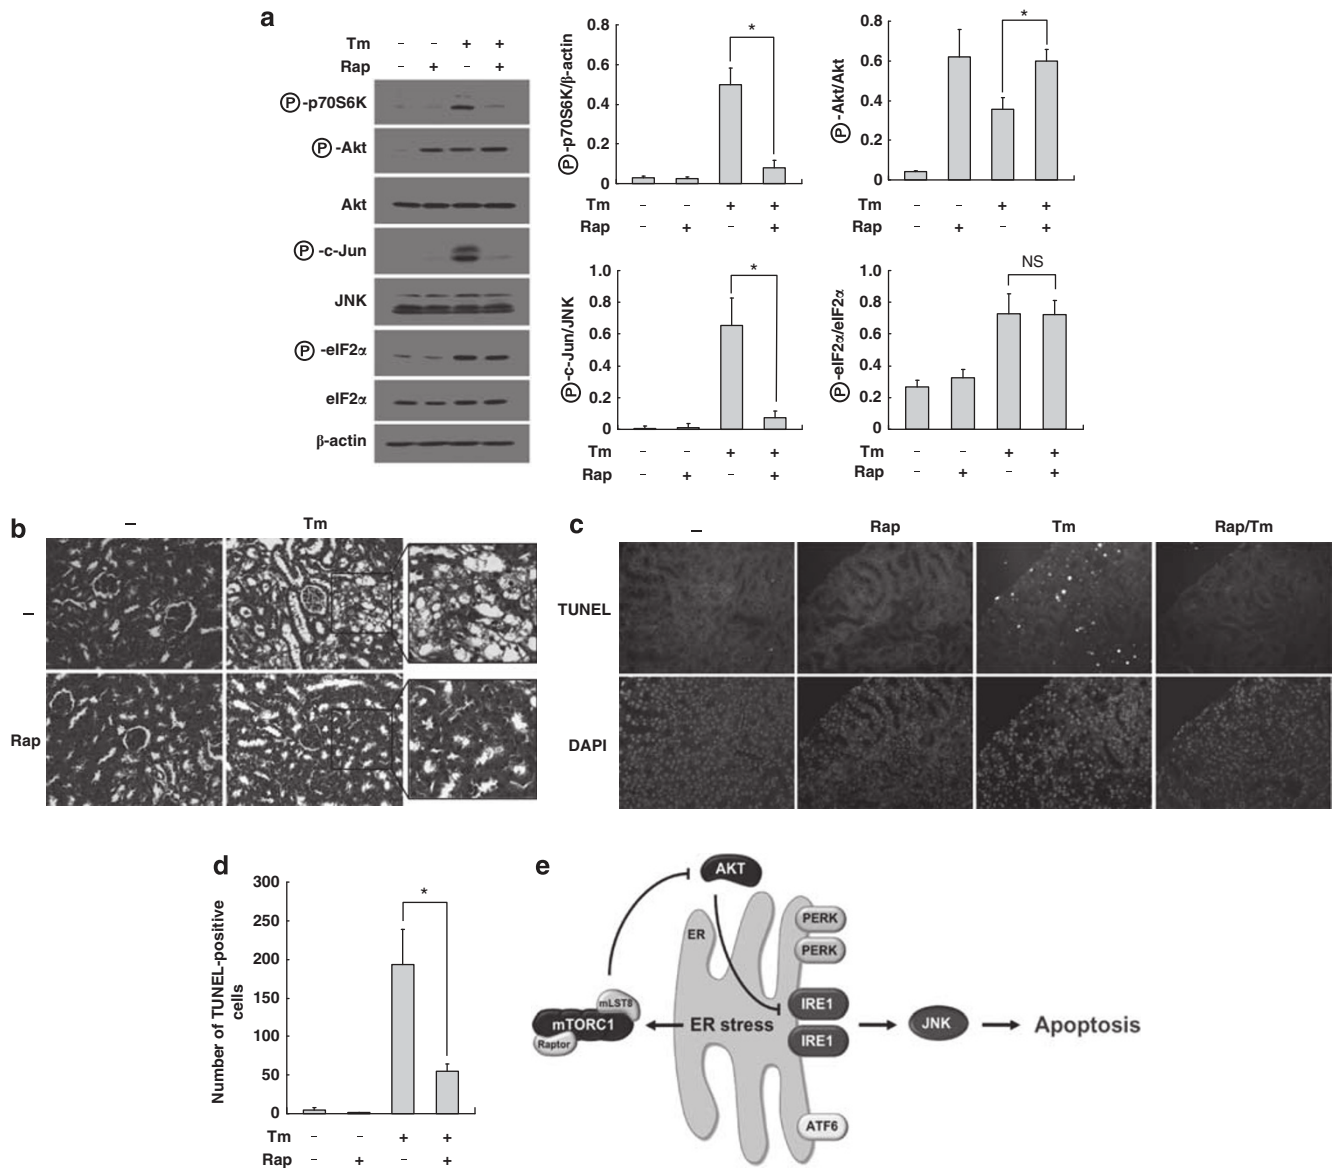 a
Tm – – + +
Rap – + – +
Ⓟ-p70S6K
Ⓟ-Akt
Akt
Ⓟ-c-Jun
JNK
Ⓟ-eIF2α
eIF2α
β-actin
Ⓟ-p70S6K/β-actin
0.8
0.6
0.4
0.2
0
*
Tm – – + +
Rap – + – +
Ⓟ-Akt/Akt
0.8
0.6
0.4
0.2
0
*
Tm – – + +
Rap – + – +
Ⓟ-c-Jun/JNK
1.0
0.8
0.6
0.4
0.2
0
*
Tm – – + +
Rap – + – +
Ⓟ-eIF2α/eIF2α
1.0
0.8
0.6
0.4
0.2
0
NS
Tm – – + +
Rap – + – +
b
– Tm
–
Rap
c
– Rap Tm Rap/Tm
TUNEL
DAPI
d
Number of TUNEL-positive
cells
300
250
200
150
100
50
0
*
Tm – – + +
Rap – + – +
e
AKT
ER
PERK
PERK
mLST8
mTORC1
Raptor
ER stress
IRE1
IRE1
JNK
Apoptosis
ATF6